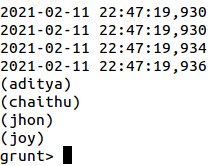 2021-02-11 22:47:19,930
2021-02-11 22:47:19,930
2021-02-11 22:47:19,934
2021-02-11 22:47:19,936
(aditya)
(chaithu)
(jhon)
(joy)
grunt>